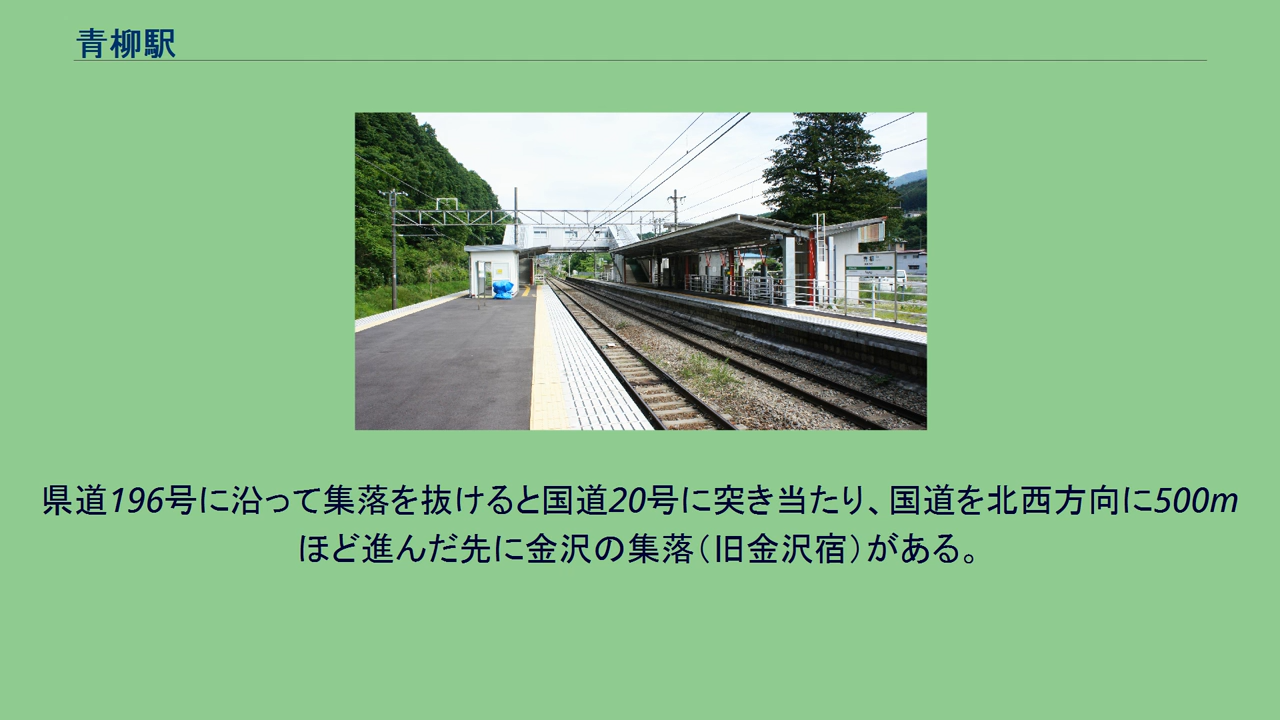 青柳駅
県道196号に沿って集落を抜けると国道20号に突き当たり、国道を北西方向に500m
ほど進んだ先に金沢の集落（旧金沢宿）がある。